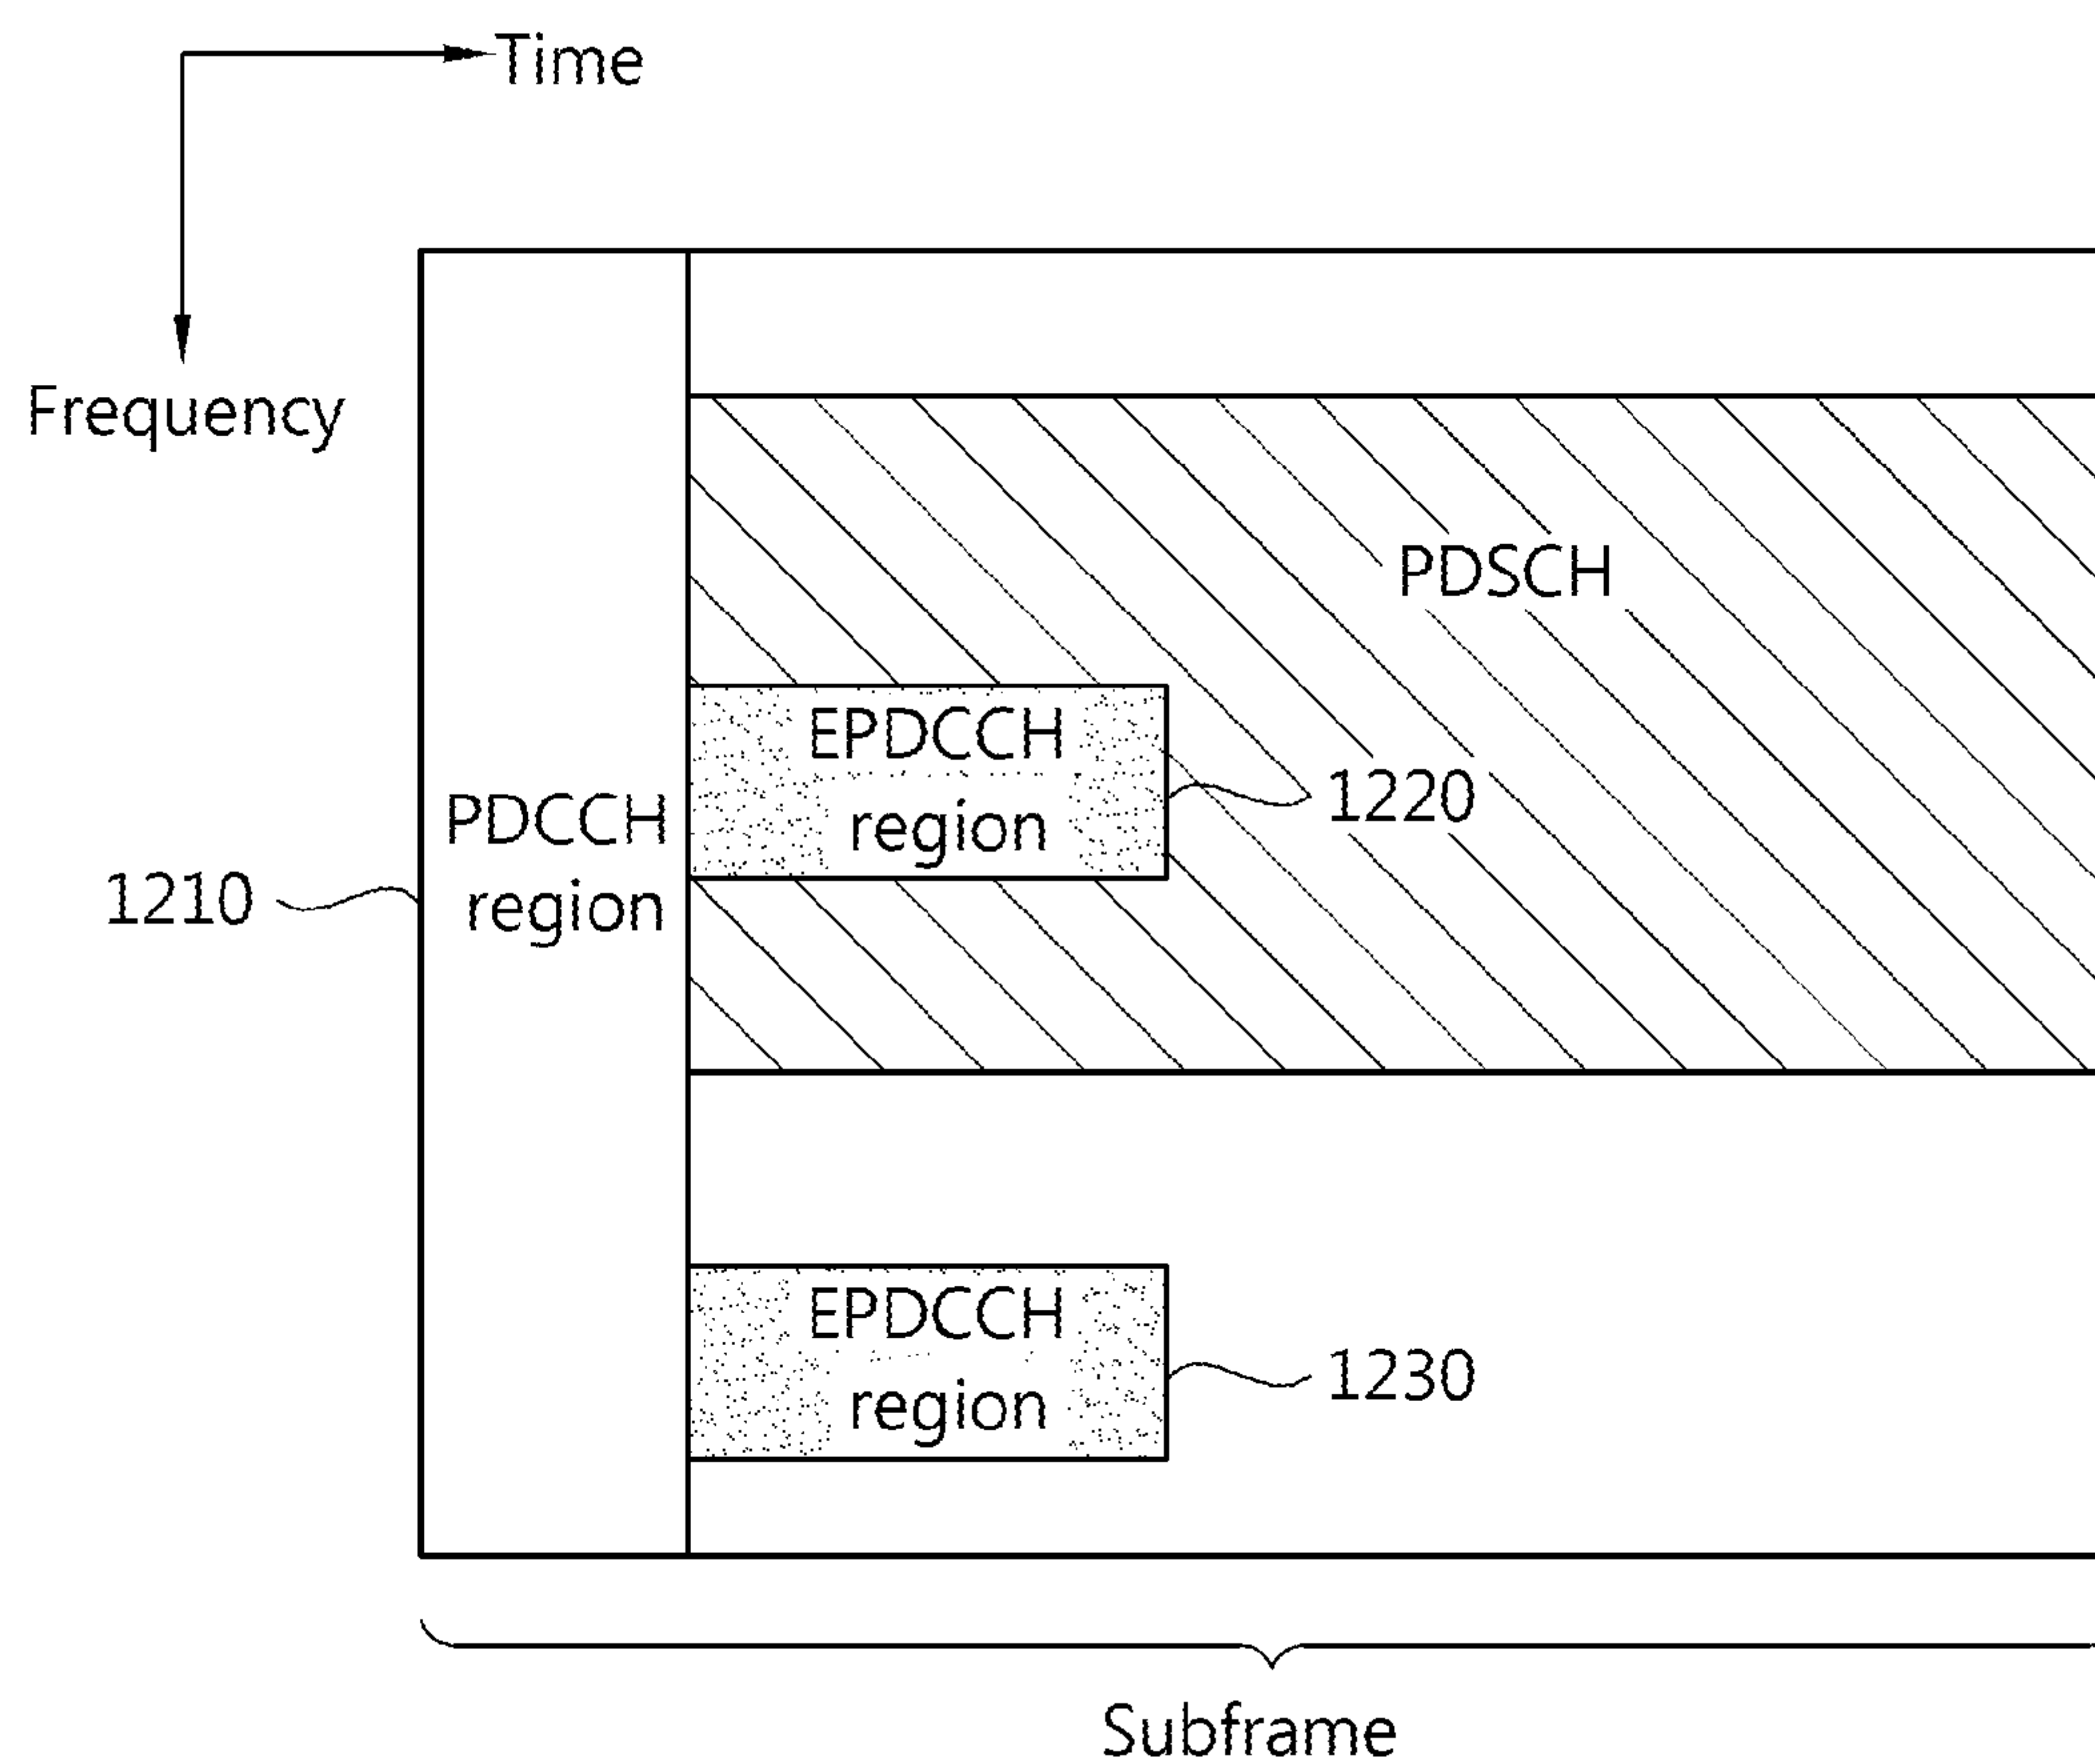 Time
Frequency
PDSCH
EPDCCH
region
1220
PDCCH
region
1210
EPDCCH
region
1230
Subframe